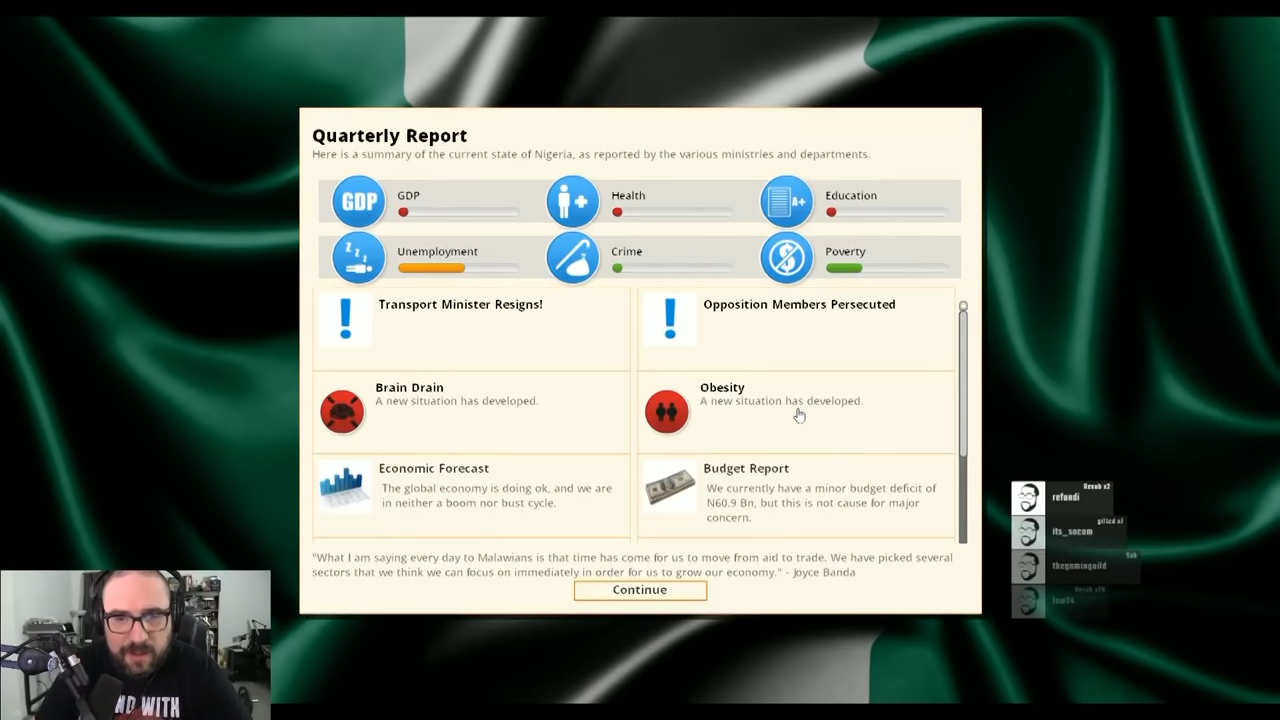 Quarterly Report
Here is a summary of the current state of Nigeria, as reported by the various ministries and departments.
GDP
GDP
Health
A+
Education
Unemployment
Crime
Poverty
Transport Minister Resigns!
Opposition Members Persecuted
Brain Drain
A new situation has developed.
Obesity
A new situation has developed.
Economic Forecast
The global economy is doing ok, and we are
in neither a boom nor bust cycle.
Budget Report
We currently have a minor budget deficit of
N60.9 Bn, but this is not cause for major
concern.
"What I am saying every day to Malawians is that time has come for us to move from aid to trade. We have picked several
sectors that we think we can focus on immediately in order for us to grow our economy." - Joyce Banda
Continue
Resub x2
refundi
gifted x1
its_socom
Sub
thegamingguild
WITH